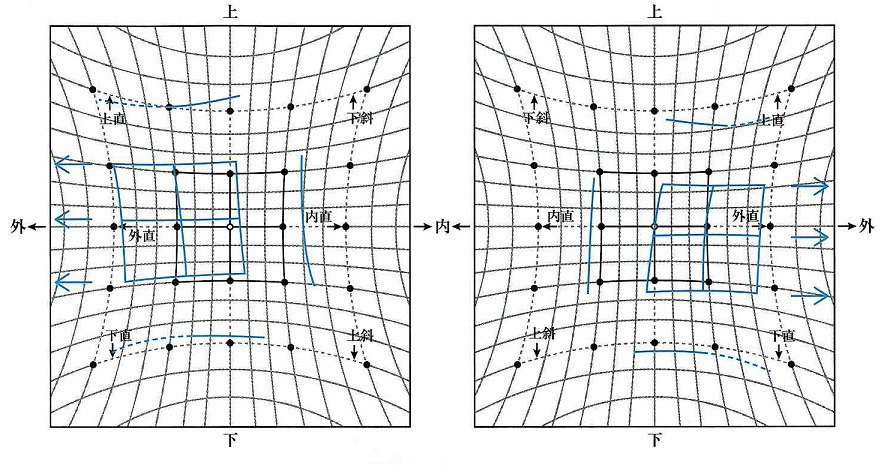 上 上
上直 下斜 下斜 上直
外 外直 内直 内 内直 外直 外
下直 上斜 上斜 下直
下 下